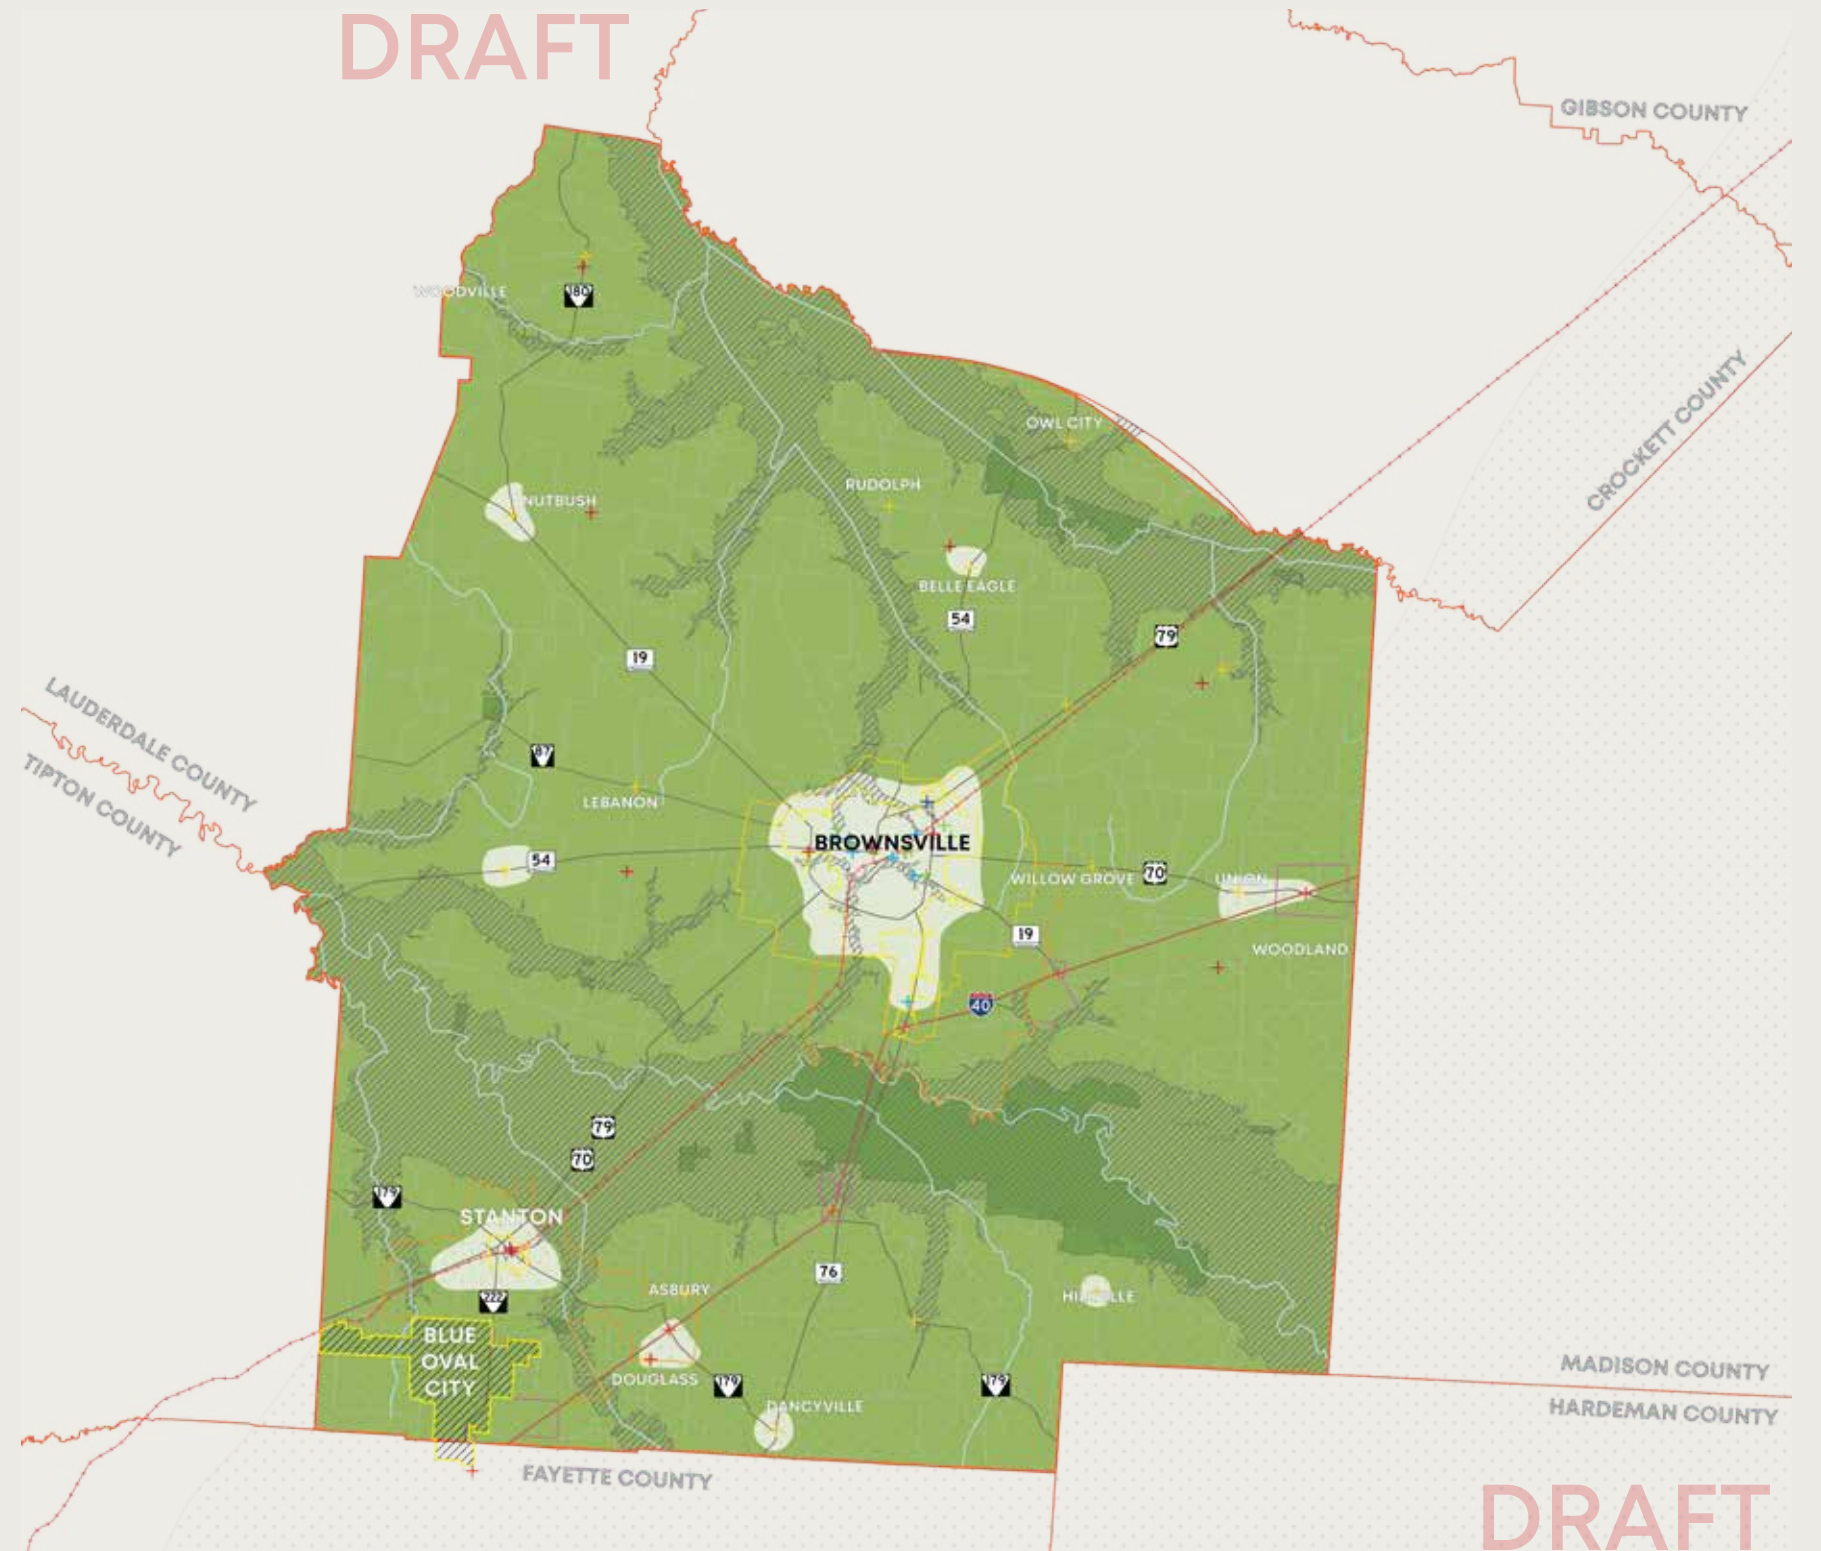 DRAFT
GIBSON COUNTY
WOODVILLE
180
CROCKETT COUNTY
OWL CITY
RUDOLPH
NUTBUSH
BELLE EAGLE
54
79
19
LAUDERDALE COUNTY
TIPTON COUNTY
87
LEBANON
BROWNSVILLE
54
WILLOW GROVE
70
UNION
19
WOODLAND
40
79
70
179
STANTON
76
ASBURY
222
HILLVILLE
BLUE
OVAL
CITY
DOUGLASS
179
179
DANCYVILLE
MADISON COUNTY
HARDEMAN COUNTY
FAYETTE COUNTY
DRAFT